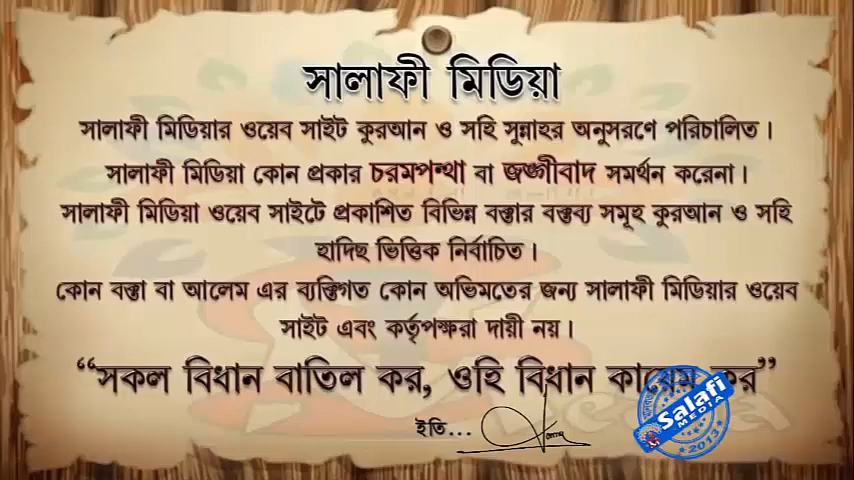 সালাফী মিডিয়া
সালাফী মিডিয়ার ওয়েব সাইট কুরআন ও সহি সুন্নাহর অনুসরণে পরিচালিত।
সালাফী মিডিয়া কোন প্রকার চরমপন্থা বা জঙ্গীবাদ সমর্থন করেনা।
সালাফী মিডিয়া ওয়েব সাইটে প্রকাশিত বিভিন্ন বক্তার বক্তব্য সমূহ কুরআন ও সহি
হাদিছ ভিত্তিক নির্বাচিত।
কোন বক্তা বা আলেম এর ব্যক্তিগত কোন অভিমতের জন্য সালাফী মিডিয়ার ওয়েব
সাইট এবং কর্তৃপক্ষরা দায়ী নয়।
“সকল বিধান বাতিল কর, ওহি বিধান কায়েম কর”
ইতি...
Salafi
MEDIA
2013